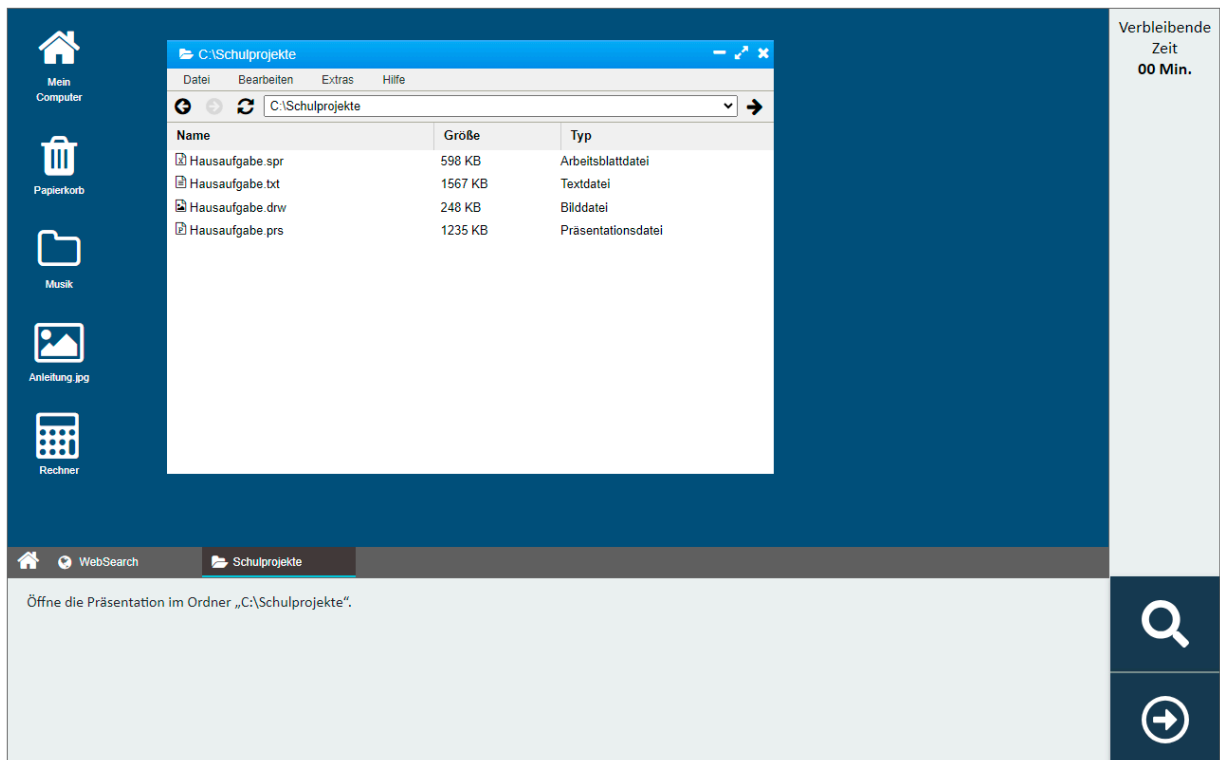 Mein
Computer
Papierkorb
Musik
Anleitung.jpg
Rechner
C:\Schulprojekte
Datei Bearbeiten Extras Hilfe
C:\Schulprojekte
Name Größe Typ
Hausaufgabe.spr 598 KB Arbeitsblattdatei
Hausaufgabe.txt 1567 KB Textdatei
Hausaufgabe.drw 248 KB Bilddatei
Hausaufgabe.prs 1235 KB Präsentationsdatei
Verbleibende
Zeit
00 Min.
WebSearch Schulprojekte
Öffne die Präsentation im Ordner „C:\Schulprojekte“.